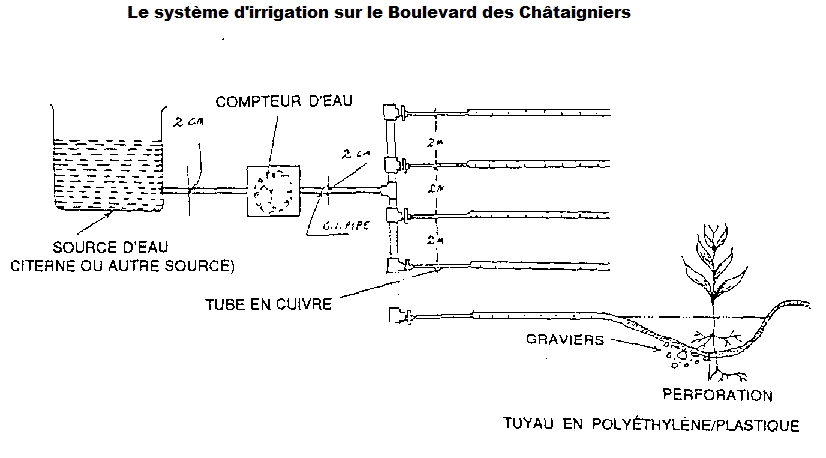 Le système d'irrigation sur le Boulevard des Châtaigniers
COMPTEUR D'EAU
2 cm
2 cm
2 M
2 M
2 M
G.I. PIPE
SOURCE D'EAU
CITERNE OU AUTRE SOURCE)
TUBE EN CUIVRE
GRAVIERS
PERFORATION
TUYAU EN POLYÉTHYLÈNE/PLASTIQUE